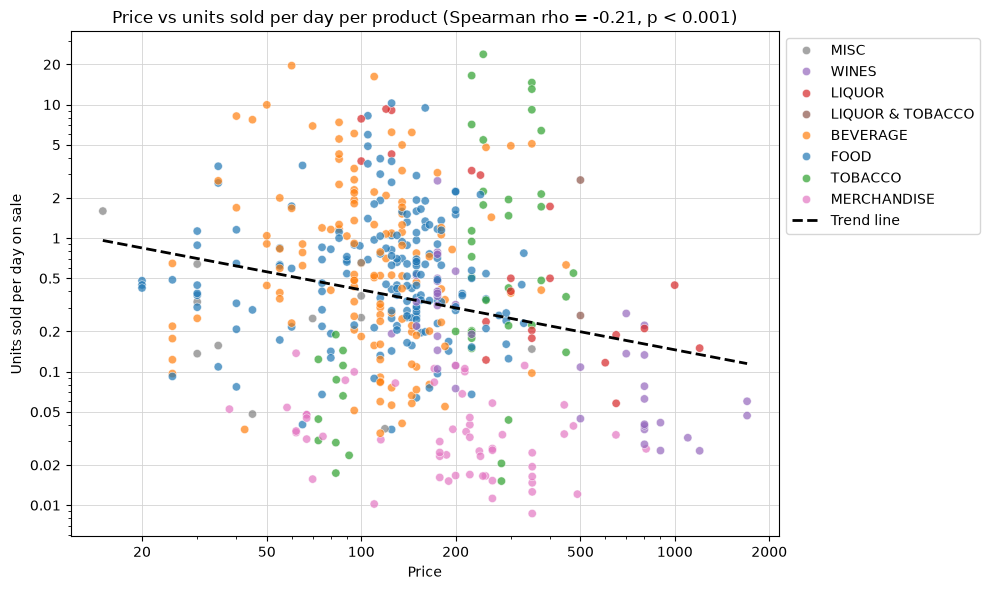 Price vs units sold per day per product (Spearman rho = -0.21, p < 0.001)
MISC
WINES
LIQUOR
LIQUOR & TOBACCO
BEVERAGE
FOOD
TOBACCO
MERCHANDISE
Trend line
Units sold per day on sale
20
10
5
2
1
0.5
0.2
0.1
0.05
0.02
0.01
20 50 100 200 500 1000 2000
Price